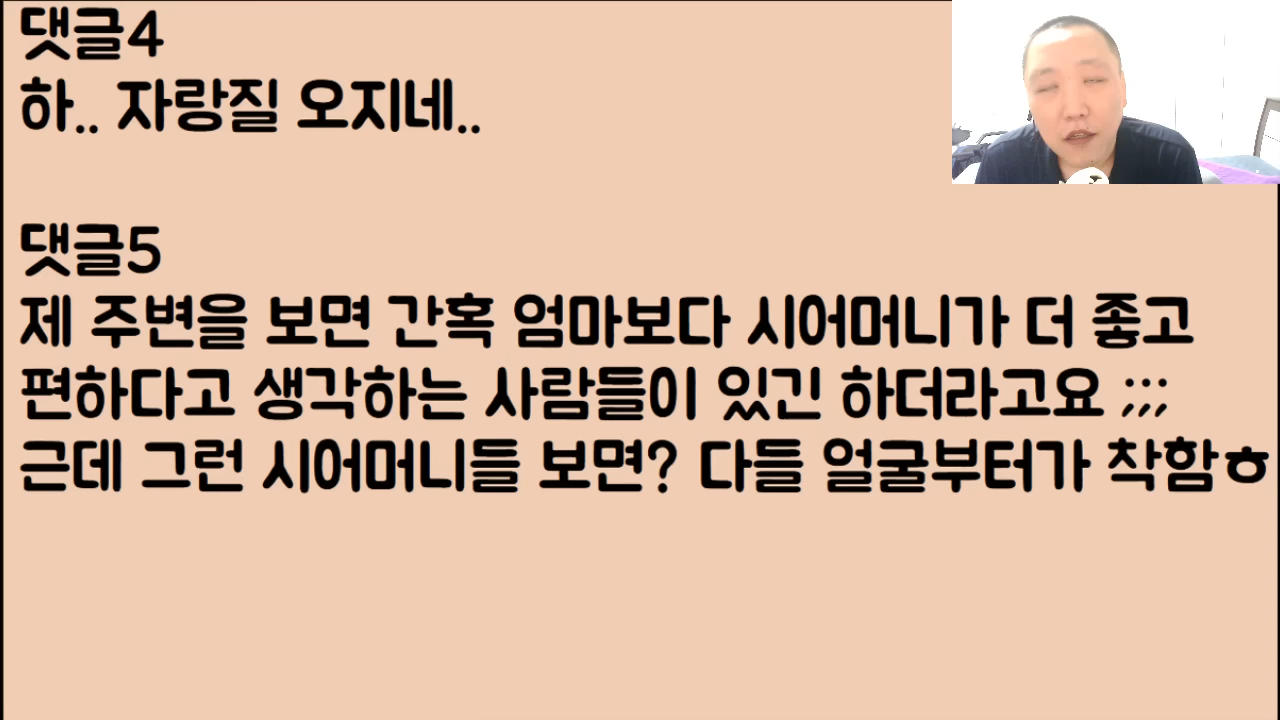 댓글4
하.. 자랑질 오지네..
댓글5
제 주변을 보면 간혹 엄마보다 시어머니가 더 좋고
편하다고 생각하는 사람들이 있긴 하더라고요 ;;;
근데 그런 시어머니들 보면? 다들 얼굴부터가 착함ㅎ